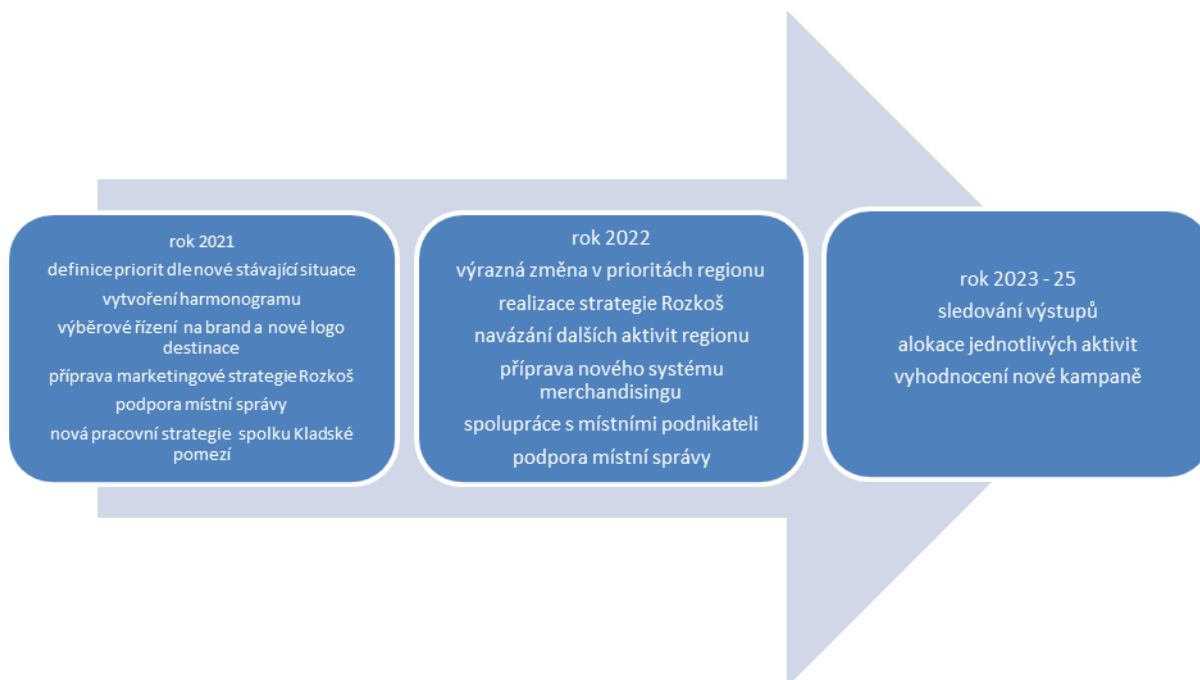 rok 2021
definice priorit dle nové stávající situace
vytvoření harmonogramu
výběrové řízení na brand a nové logo
destinace
příprava marketingové strategie Rozkoš
podpora místní správy
nová pracovní strategie spolku Kladské
pomezí
rok 2022
výrazná změna v prioritách regionu
realizace strategie Rozkoš
navázání dalších aktivit regionu
příprava nového systému
merchandisingu
spolupráce s místními podnikateli
podpora místní správy
rok 2023 - 25
sledování výstupů
alokace jednotlivých aktivit
vyhodnocení nové kampaně